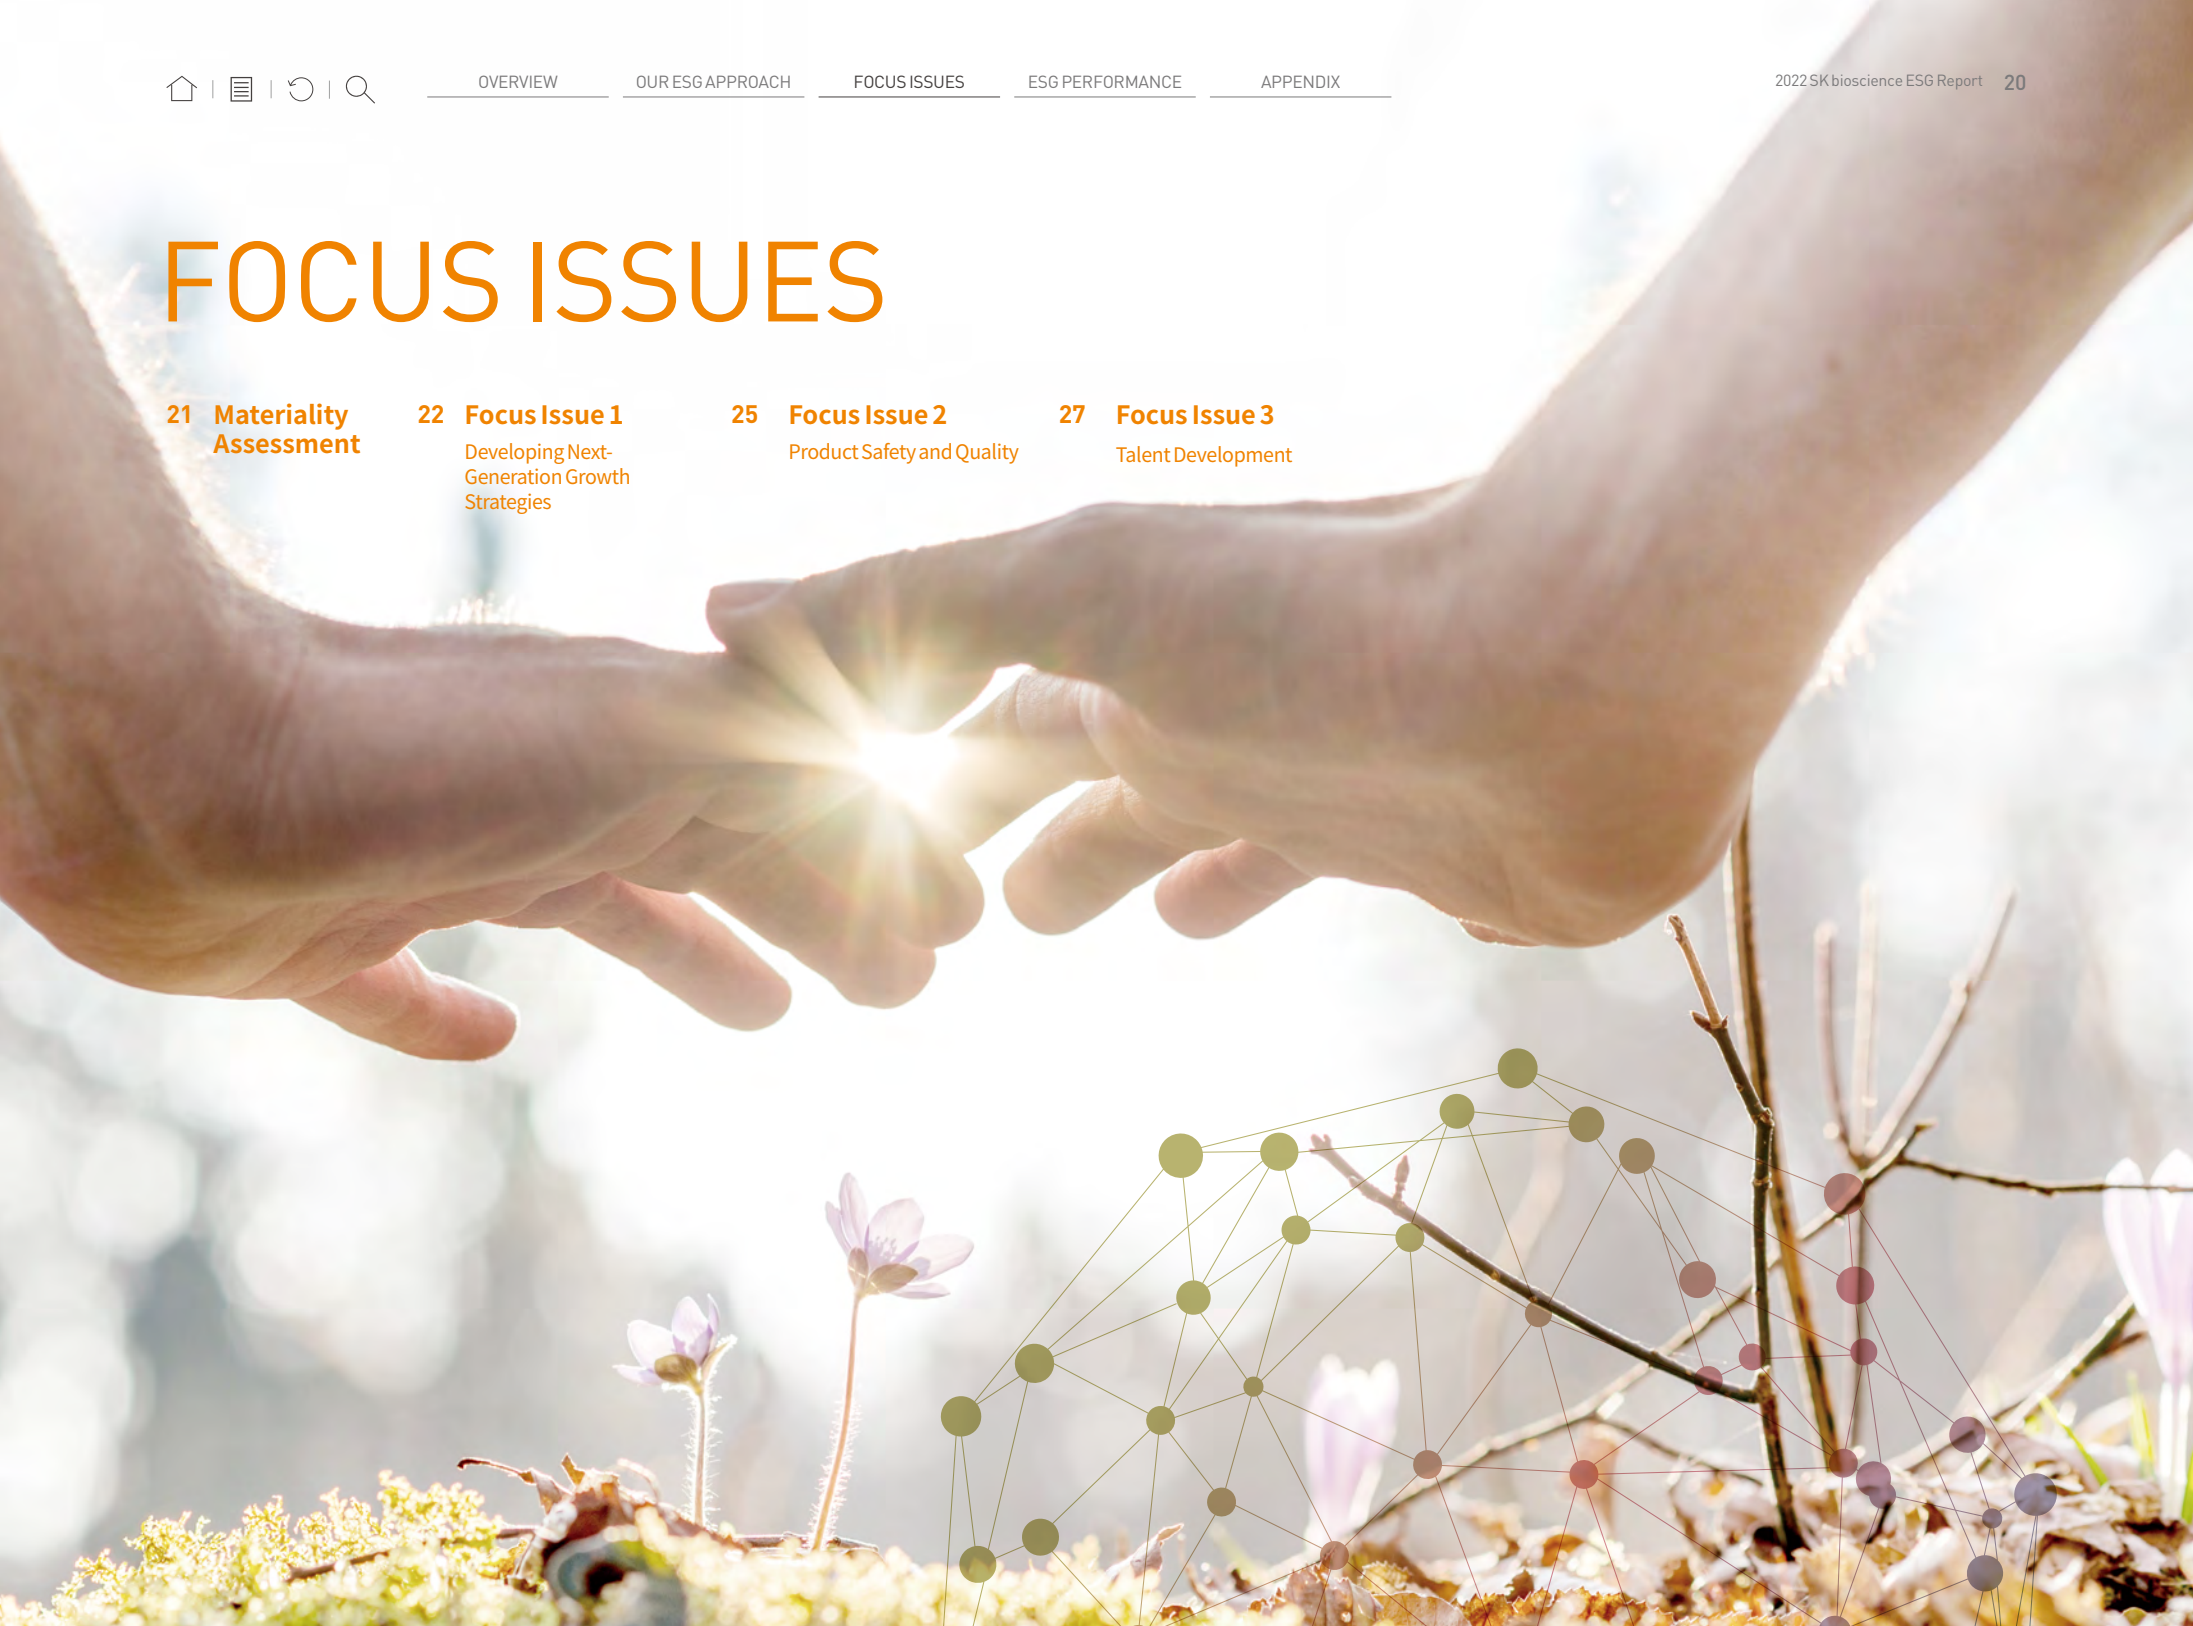 OVERVIEW
OUR ESG APPROACH
FOCUS ISSUES
ESG PERFORMANCE
APPENDIX
2022 SK bioscience ESG Report 20
FOCUS ISSUES
21 Materiality
Assessment
22 Focus Issue 1
Developing Next-
Generation Growth
Strategies
25 Focus Issue 2
Product Safety and Quality
27 Focus Issue 3
Talent Development